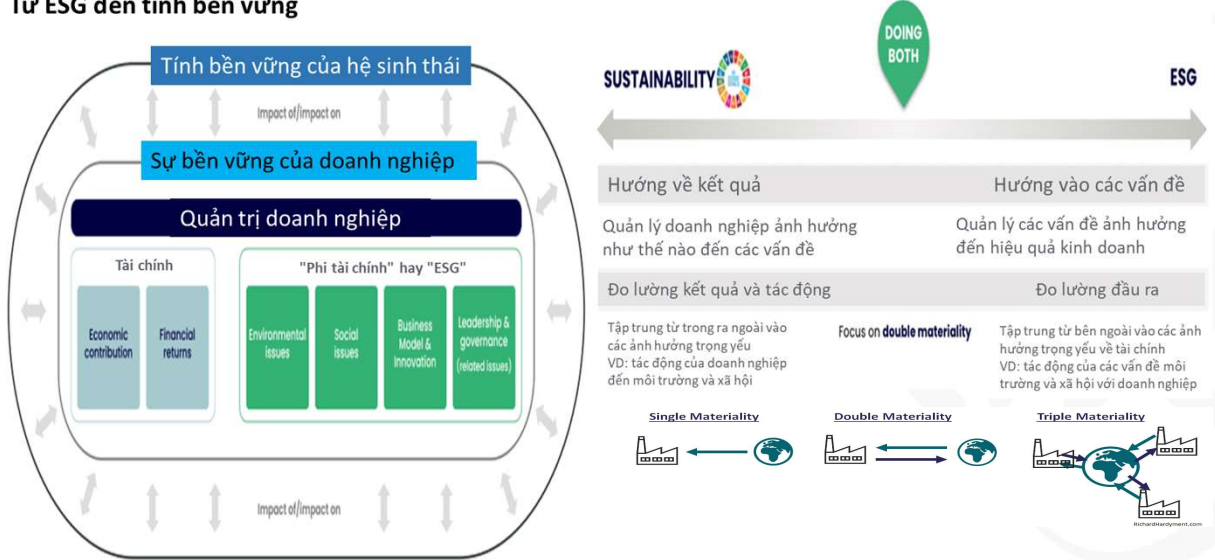 Từ ESG đến tính bền vững
Tính bền vững của hệ sinh thái
Impact of/impact on
Sự bền vững của doanh nghiệp
Quản trị doanh nghiệp
Tài chính
"Phi tài chính" hay "ESG"
Economic
contribution
Financial
returns
Environmental
issues
Social
issues
Business
Model &
Innovation
Leadership &
governance
(related issues)
Impact of/impact on
DOING
BOTH
SUSTAINABILITY
ESG
Hướng về kết quả
Hướng vào các vấn đề
Quản lý doanh nghiệp ảnh hưởng
như thế nào đến các vấn đề
Quản lý các vấn đề ảnh hưởng
đến hiệu quả kinh doanh
Đo lường kết quả và tác động
Đo lường đầu ra
Tập trung từ trong ra ngoài vào
các ảnh hưởng trọng yếu
VD: tác động của doanh nghiệp
đến môi trường và xã hội
Focus on double materiality
Tập trung từ bên ngoài vào các ảnh
hưởng trọng yếu về tài chính
VD: tác động của các vấn đề môi
trường và xã hội với doanh nghiệp
Single Materiality
Double Materiality
Triple Materiality
RichardHardyment.com